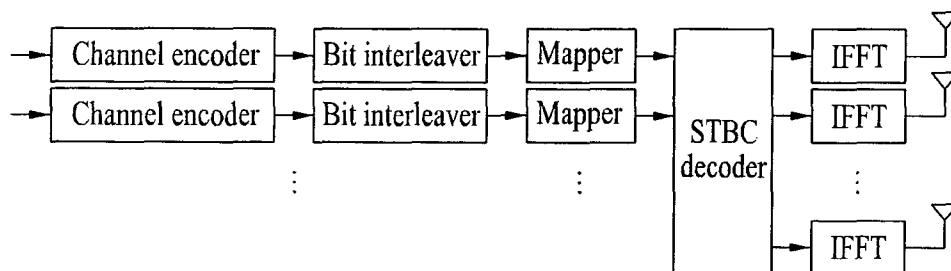 Channel encoder Bit interleaver Mapper IFFT
Channel encoder Bit interleaver Mapper IFFT
STBC
decoder
IFFT